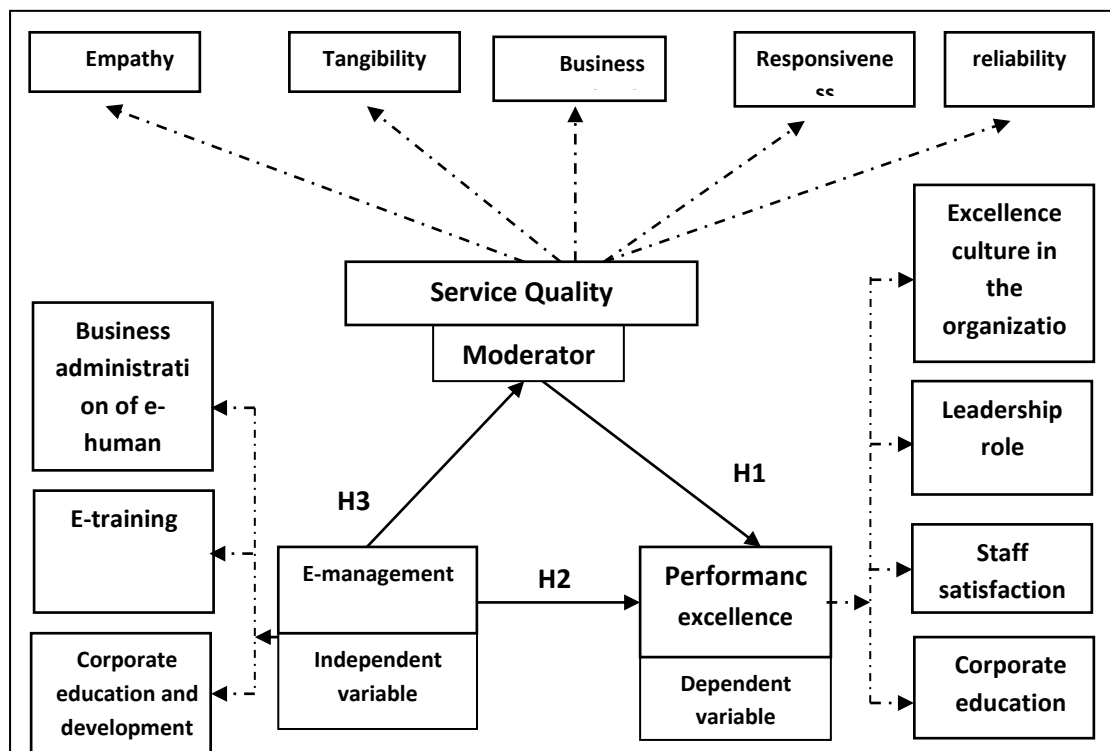 Empathy
Tangibility
Business
Responsivene
ss
reliability
Service Quality
Moderator
Business
administrati
on of e-
human
E-training
Corporate
education and
development
H3
H1
H2
E-management
Independent
variable
Performanc
excellence
Dependent
variable
Excellence
culture in
the
organizatio
Leadership
role
Staff
satisfaction
Corporate
education